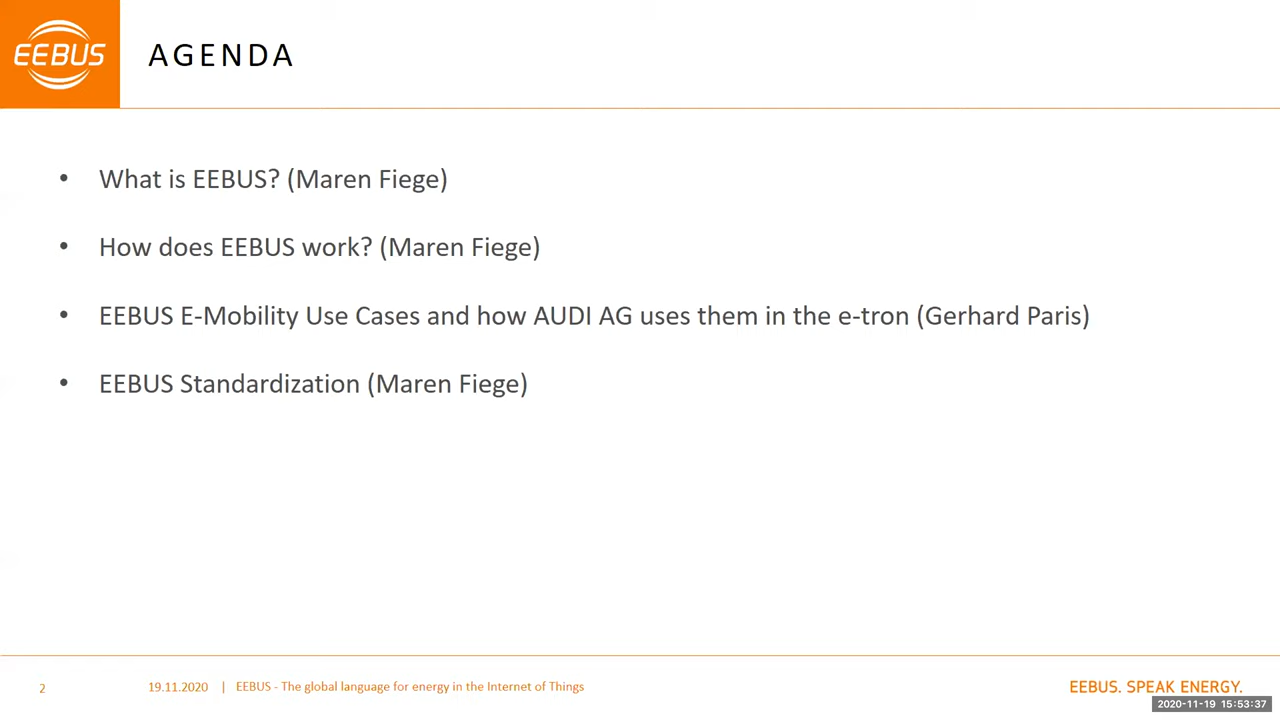 EEBUS
AGENDA
• What is EEBUS? (Maren Fiege)
• How does EEBUS work? (Maren Fiege)
• EEBUS E-Mobility Use Cases and how AUDI AG uses them in the e-tron (Gerhard Paris)
• EEBUS Standardization (Maren Fiege)
2 19.11.2020 | EEBUS - The global language for energy in the Internet of Things EEBUS. SPEAK ENERGY.
2020-11-19 15:53:37